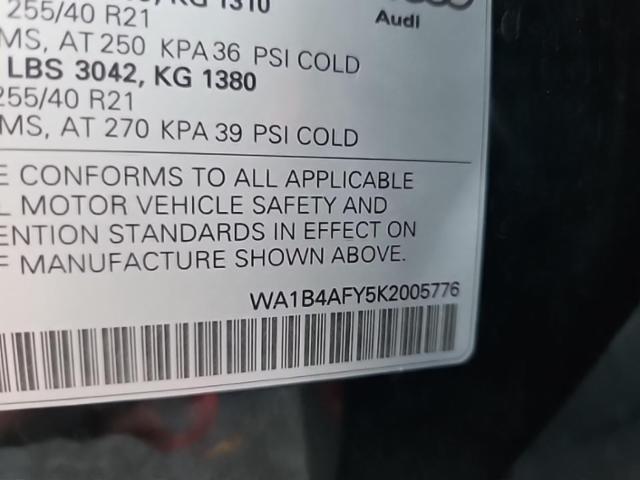 KG 1310
255/40 R21
MS, AT 250 KPA 36 PSI COLD
LBS 3042, KG 1380
255/40 R21
MS, AT 270 KPA 39 PSI COLD
Audi
E CONFORMS TO ALL APPLICABLE
L MOTOR VEHICLE SAFETY AND
ENTION STANDARDS IN EFFECT ON
F MANUFACTURE SHOWN ABOVE.
WA1B4AFY5K2005776